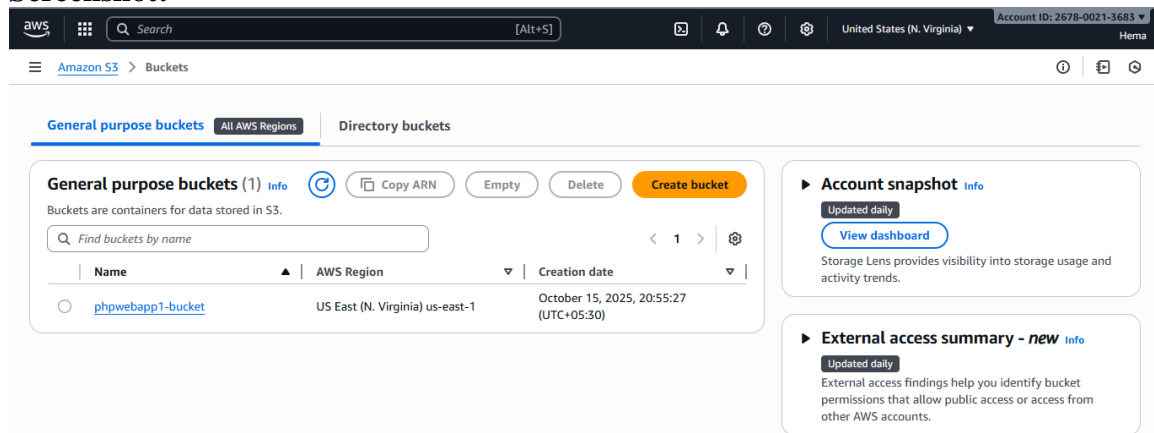 Screenshot:
aws
Search [Alt+S]
United States (N. Virginia) ▼
Account ID: 2678-0021-3683 ▼
Hema
Amazon S3 > Buckets
General purpose buckets All AWS Regions
Directory buckets
General purpose buckets (1) Info
Copy ARN
Empty
Delete
Create bucket
Buckets are containers for data stored in S3.
Find buckets by name
< 1 >
Name ▲ AWS Region ▽ Creation date ▽
phpwebapp1-bucket US East (N. Virginia) us-east-1 October 15, 2025, 20:55:27
(UTC+05:30)
Account snapshot Info
Updated daily
View dashboard
Storage Lens provides visibility into storage usage and
activity trends.
External access summary - new Info
Updated daily
External access findings help you identify bucket
permissions that allow public access or access from
other AWS accounts.